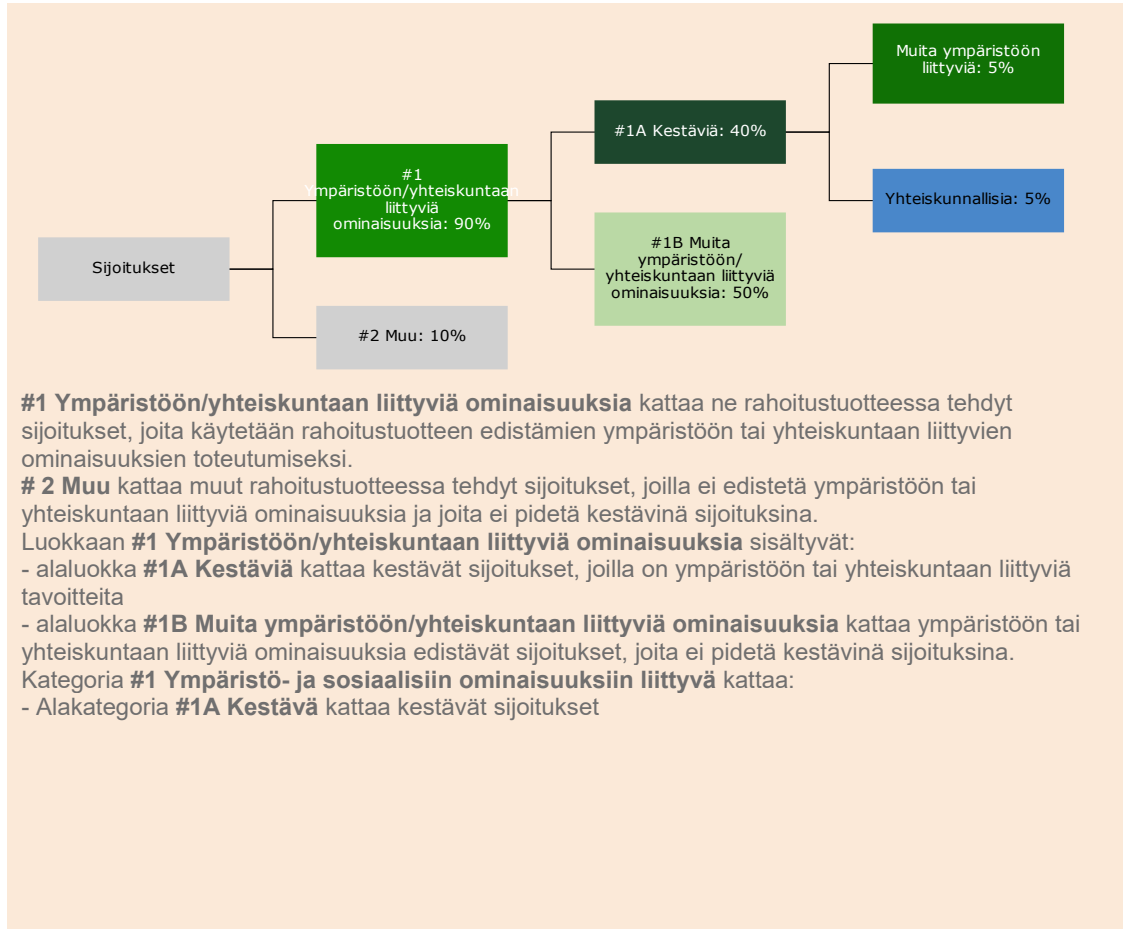 Muita ympäristöön
liittyviä: 5%
#1A Kestäviä: 40%
#1
Ympäristöön/yhteiskuntaan
liittyviä
ominaisuuksia: 90%
Yhteiskunnallisia: 5%
#1B Muita
ympäristöön/
yhteiskuntaan liittyviä
ominaisuuksia: 50%
Sijoitukset
#2 Muu: 10%
#1 Ympäristöön/yhteiskuntaan liittyviä ominaisuuksia kattaa ne rahoitustuotteessa tehdyt
sijoitukset, joita käytetään rahoitustuotteen edistämien ympäristöön tai yhteiskuntaan liittyvien
ominaisuuksien toteutumiseksi.
# 2 Muu kattaa muut rahoitustuotteessa tehdyt sijoitukset, joilla ei edistetä ympäristöön tai
yhteiskuntaan liittyviä ominaisuuksia ja joita ei pidetä kestävinä sijoituksina.
Luokkaan #1 Ympäristöön/yhteiskuntaan liittyviä ominaisuuksia sisältyvät:
- alaluokka #1A Kestäviä kattaa kestävät sijoitukset, joilla on ympäristöön tai yhteiskuntaan liittyviä
tavoitteita
- alaluokka #1B Muita ympäristöön/yhteiskuntaan liittyviä ominaisuuksia kattaa ympäristöön tai
yhteiskuntaan liittyviä ominaisuuksia edistävät sijoitukset, joita ei pidetä kestävinä sijoituksina.
Kategoria #1 Ympäristö- ja sosiaalisiin ominaisuuksiin liittyvä kattaa:
- Alakategoria #1A Kestävä kattaa kestävät sijoitukset